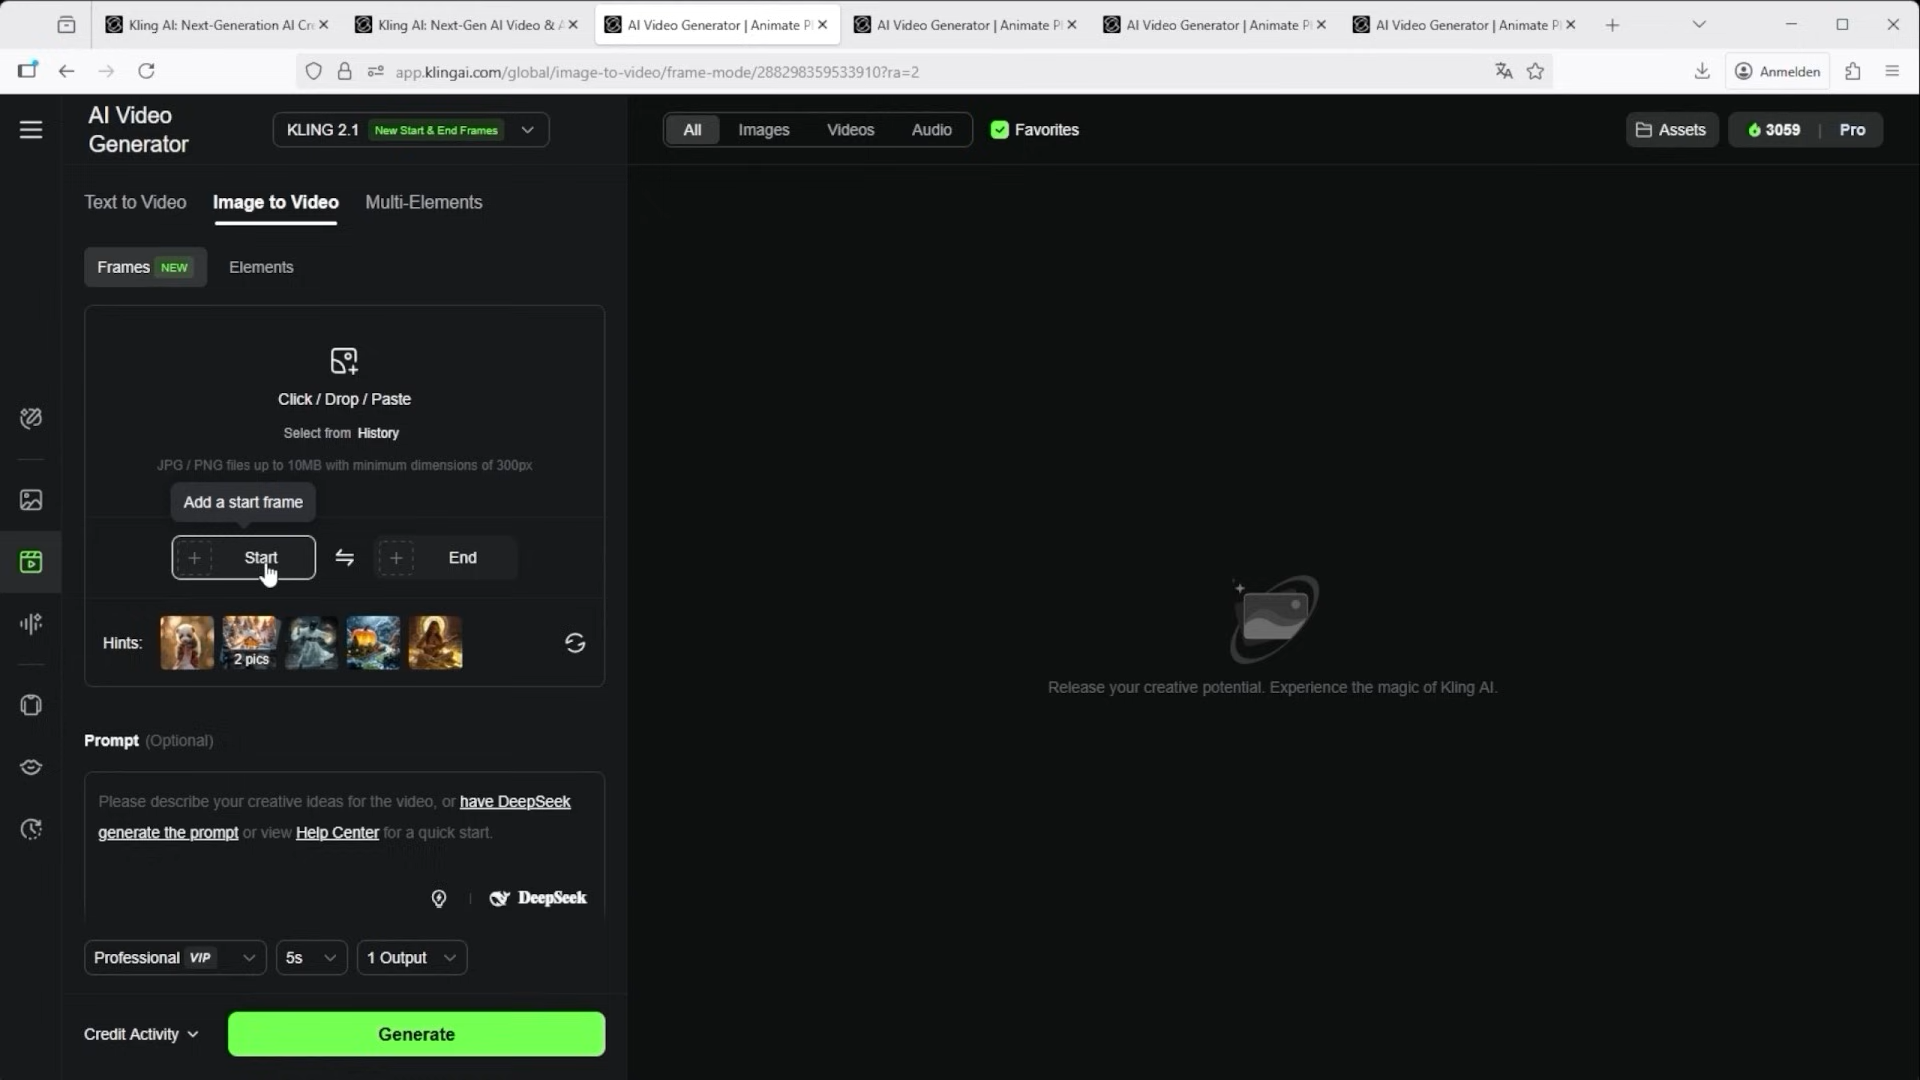 Kling AI: Next-Generation AI Cr
Kling AI: Next-Gen AI Video & A
AI Video Generator | Animate P
AI Video Generator | Animate P
AI Video Generator | Animate P
AI Video Generator | Animate P
app.klingai.com/global/image-to-video/frame-mode/288298359533910?ra=2
Anmelden
AI Video
Generator
KLING 2.1 New Start & End Frames
All Images Videos Audio Favorites
Assets
3059 | Pro
Text to Video Image to Video Multi-Elements
Frames NEW Elements
Click / Drop / Paste
Select from History
JPG / PNG files up to 10MB with minimum dimensions of 300px
Add a start frame
+ Start + End
Hints:
2 pics
Release your creative potential. Experience the magic of Kling AI.
Prompt (Optional)
Please describe your creative ideas for the video, or have DeepSeek
generate the prompt or view Help Center for a quick start.
DeepSeek
Professional VIP 5s 1 Output
Credit Activity Generate